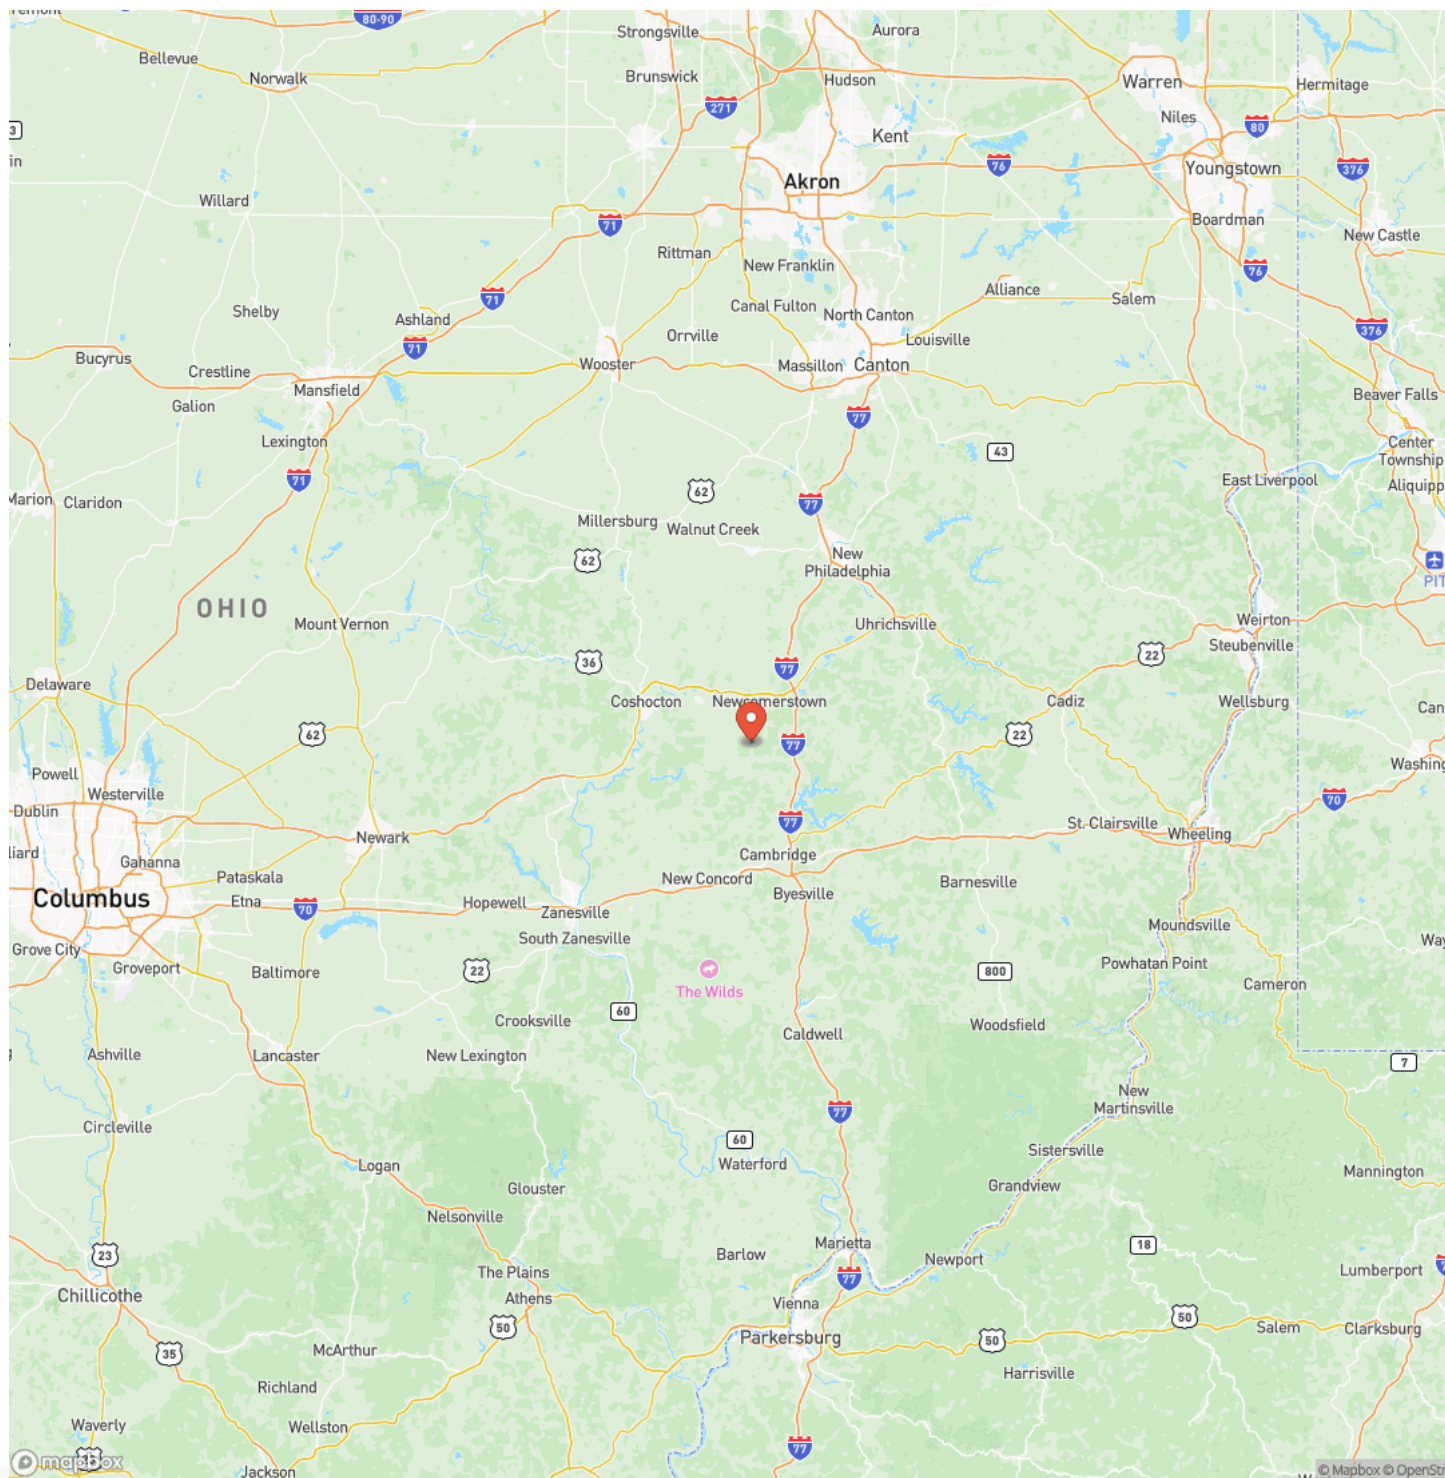 80-90
Strongsville
Aurora
Bellevue
Norwalk
Brunswick
Hudson
Warren
Hermitage
271
Niles
80
3
Kent
in
76
Youngstown
376
Akron
Willard
71
Boardman
New Castle
Rittman
New Franklin
76
Alliance
Salem
71
Canal Fulton
North Canton
Shelby
Ashland
376
Orrville
Louisville
71
Bucyrus
Crestline
Wooster
Massillon
Canton
Mansfield
Beaver Falls
Galion
77
Lexington
43
Center
Township
71
East Liverpool
Aliquipp
62
77
Marion
Claridon
Millersburg
Walnut Creek
62
New
Philadelphia
PIT
OHIO
Mount Vernon
Uhrichsville
Weirton
Steubenville
22
36
77
Delaware
Coshocton
Newcomerstown
Cadiz
Wellsburg
Can
62
77
22
Washing
Powell
Westerville
70
Dublin
77
St. Clairsville
Wheeling
Newark
lliard
Gahanna
Cambridge
Pataskala
New Concord
Barnesville
Columbus
Etna
70
Hopewell
Zanesville
Byesville
Moundsville
South Zanesville
Grove City
Way
Groveport
Baltimore
22
The Wilds
800
Powhatan Point
Cameron
60
Crooksville
Woodsfield
Caldwell
Ashville
Lancaster
New Lexington
7
New
Martinsville
77
Circleville
60
Sistersville
Waterford
Logan
Mannington
Glouster
Grandview
Nelsonville
Marietta
18
23
Barlow
Newport
The Plains
77
Lumberport
Chillicothe
Athens
Vienna
50
50
Salem
Clarksburg
Parkersburg
50
35
McArthur
Harrisville
Richland
Waverly
Wellston
77
mapbox
Jackson
© Mapbox © OpenStr